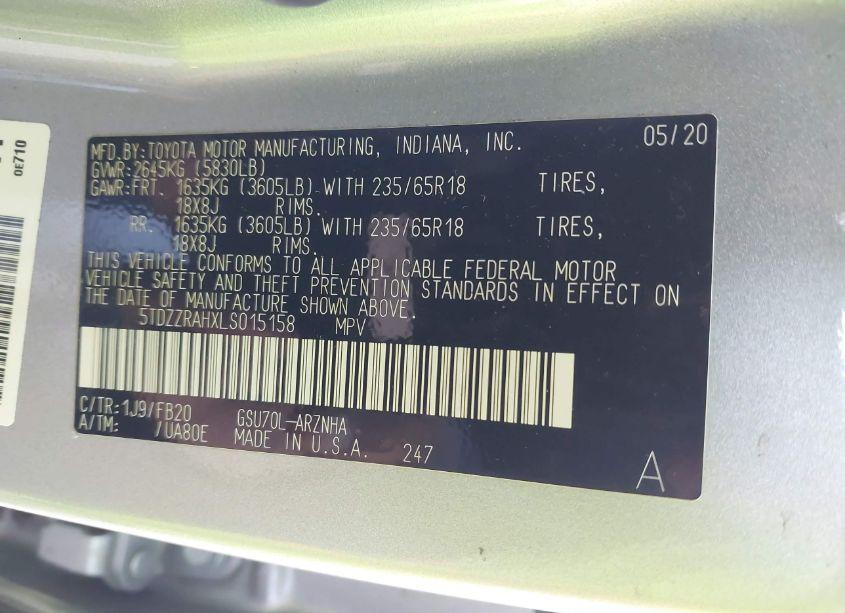 MFD.BY:TOYOTA MOTOR MANUFACTURING, INDIANA, INC. 05/20
GVWR:2645KG (5830LB)
GAWR:FRT. 1635KG (3605LB) WITH 235/65R18 TIRES,
18X8J RIMS.
RR. 1635KG (3605LB) WITH 235/65R18 TIRES,
18X8J RIMS.
THIS VEHICLE CONFORMS TO ALL APPLICABLE FEDERAL MOTOR
VEHICLE SAFETY AND THEFT PREVENTION STANDARDS IN EFFECT ON
THE DATE OF MANUFACTURE SHOWN ABOVE.
5TDZZRAHXLS015158 MPV
C/TR:1J9/FB20 GSU70L-ARZNHA
A/TM: /UA80E MADE IN U.S.A. 247
A
0E710